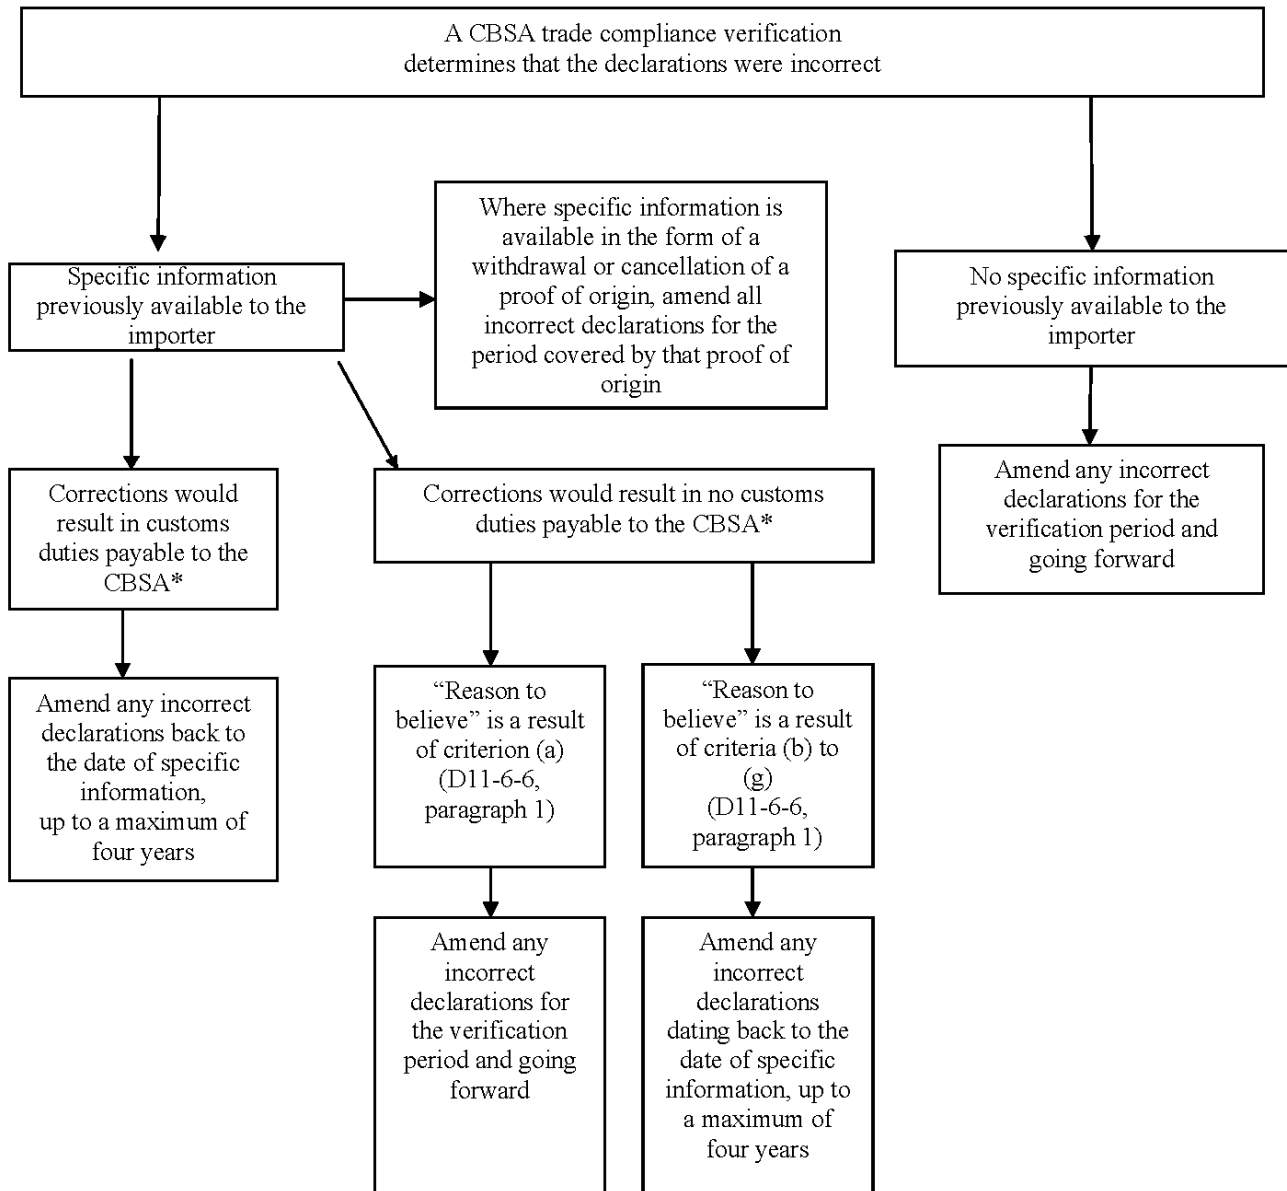 A CBSA trade compliance verification
determines that the declarations were incorrect
Where specific information is
available in the form of a
withdrawal or cancellation of a
proof of origin, amend all
incorrect declarations for the
period covered by that proof of
origin
Specific information
previously available to the
importer
No specific information
previously available to the
importer
Corrections would
result in customs
duties payable to the
CBSA*
Corrections would result in no customs
duties payable to the CBSA*
Amend any incorrect
declarations for the
verification period and
going forward
Amend any incorrect
declarations back to
the date of specific
information,
up to a maximum of
four years
“Reason to
believe” is a result
of criterion (a)
(D11-6-6,
paragraph 1)
“Reason to
believe” is a result
of criteria (b) to
(g)
(D11-6-6,
paragraph 1)
Amend any
incorrect
declarations for
the verification
period and going
forward
Amend any
incorrect
declarations
dating back to the
date of specific
information, up to
a maximum of
four years